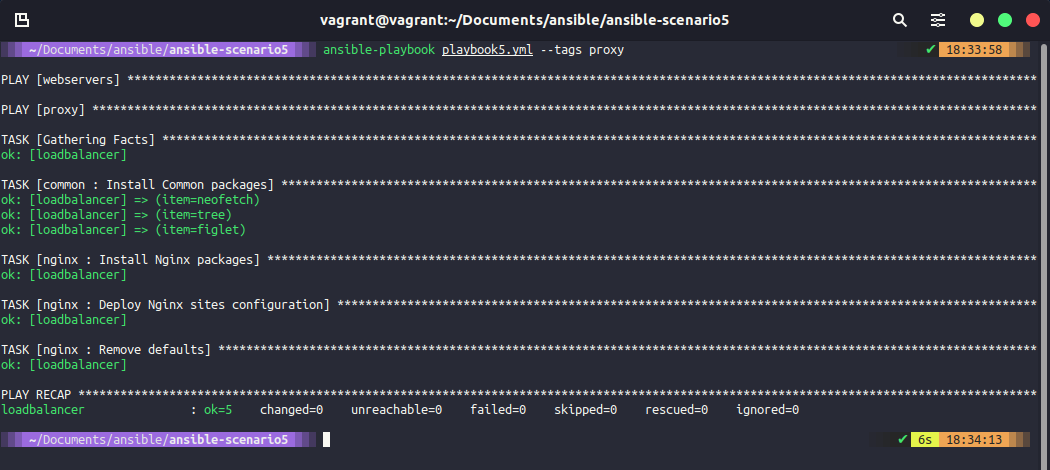 vagrant@vagrant:~/Documents/ansible/ansible-scenario5
~/Documents/ansible/ansible-scenario5 ansible-playbook playbook5.yml --tags proxy ✔ 18:33:58
PLAY [webservers] **********************************************************************************************************************************
PLAY [proxy] ***************************************************************************************************************************************
TASK [Gathering Facts] *****************************************************************************************************************************
ok: [loadbalancer]
TASK [common : Install Common packages] ************************************************************************************************************
ok: [loadbalancer] => (item=neofetch)
ok: [loadbalancer] => (item=tree)
ok: [loadbalancer] => (item=figlet)
TASK [nginx : Install Nginx packages] **************************************************************************************************************
ok: [loadbalancer]
TASK [nginx : Deploy Nginx sites configuration] ****************************************************************************************************
ok: [loadbalancer]
TASK [nginx : Remove defaults] *********************************************************************************************************************
ok: [loadbalancer]
PLAY RECAP *****************************************************************************************************************************************
loadbalancer : ok=5 changed=0 unreachable=0 failed=0 skipped=0 rescued=0 ignored=0
~/Documents/ansible/ansible-scenario5 ✔ 6s 18:34:13